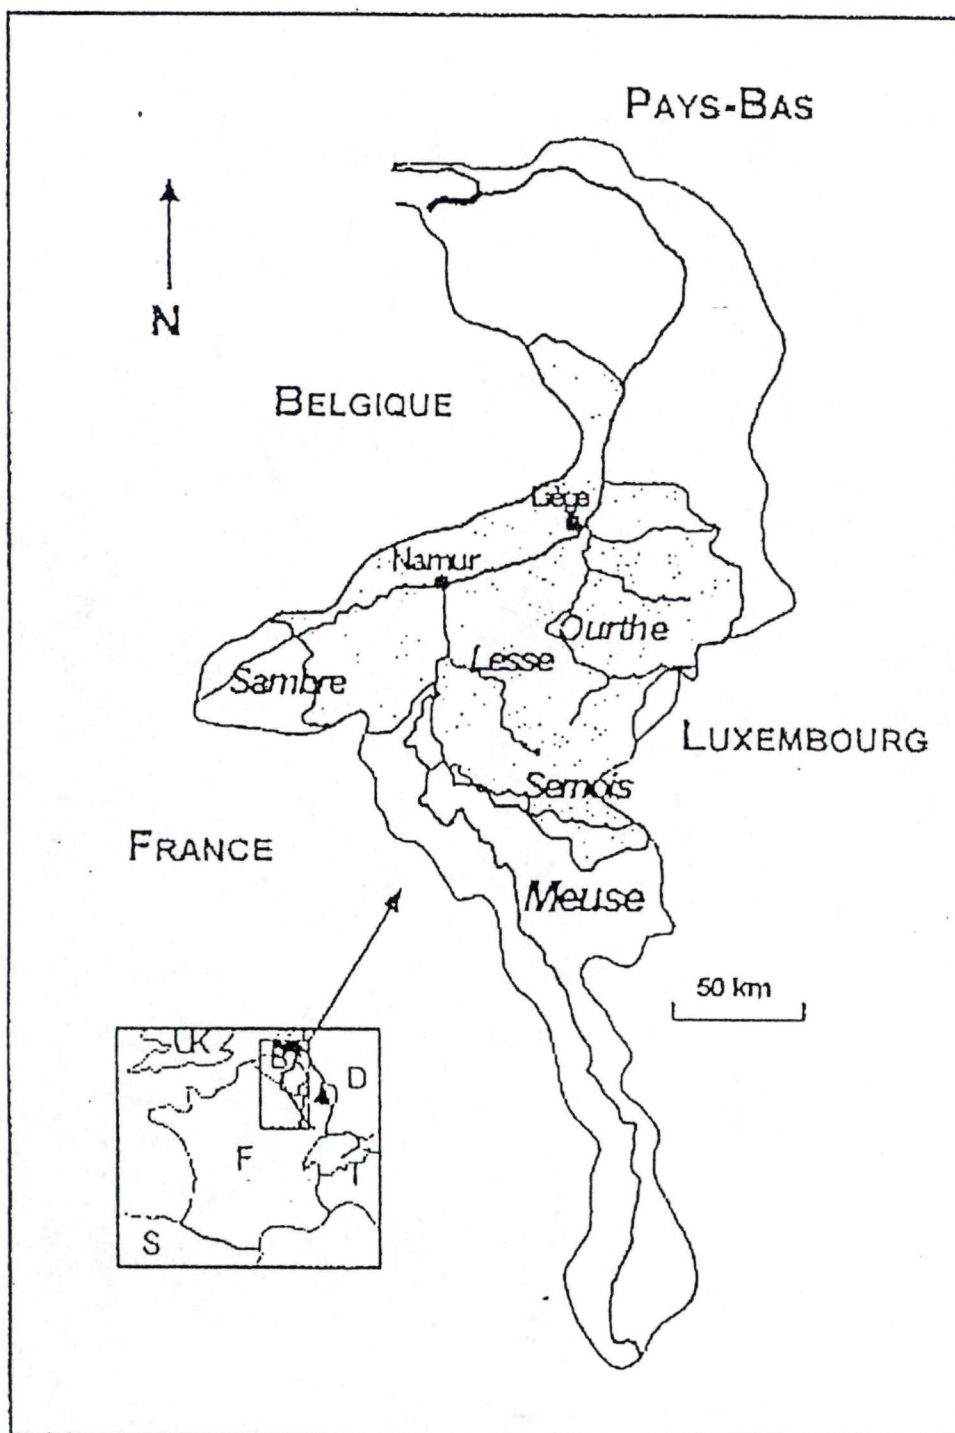 PAYS-BAS
N
BELGIQUE
Liège
Namur
Ourthe
Lesse
Sambre
LUXEMBOURG
Semois
FRANCE
Meuse
50 km
UK
B
D
F
I
S